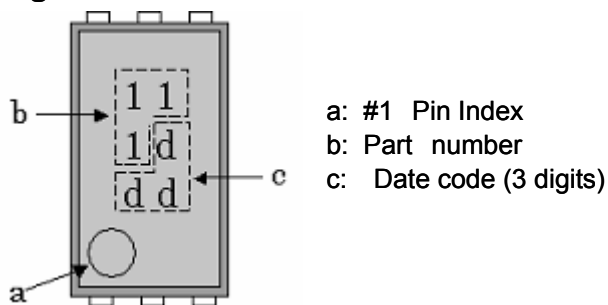 b
1 1
1 d
d d
c
a
a: #1 Pin Index
b: Part number
c: Date code (3 digits)